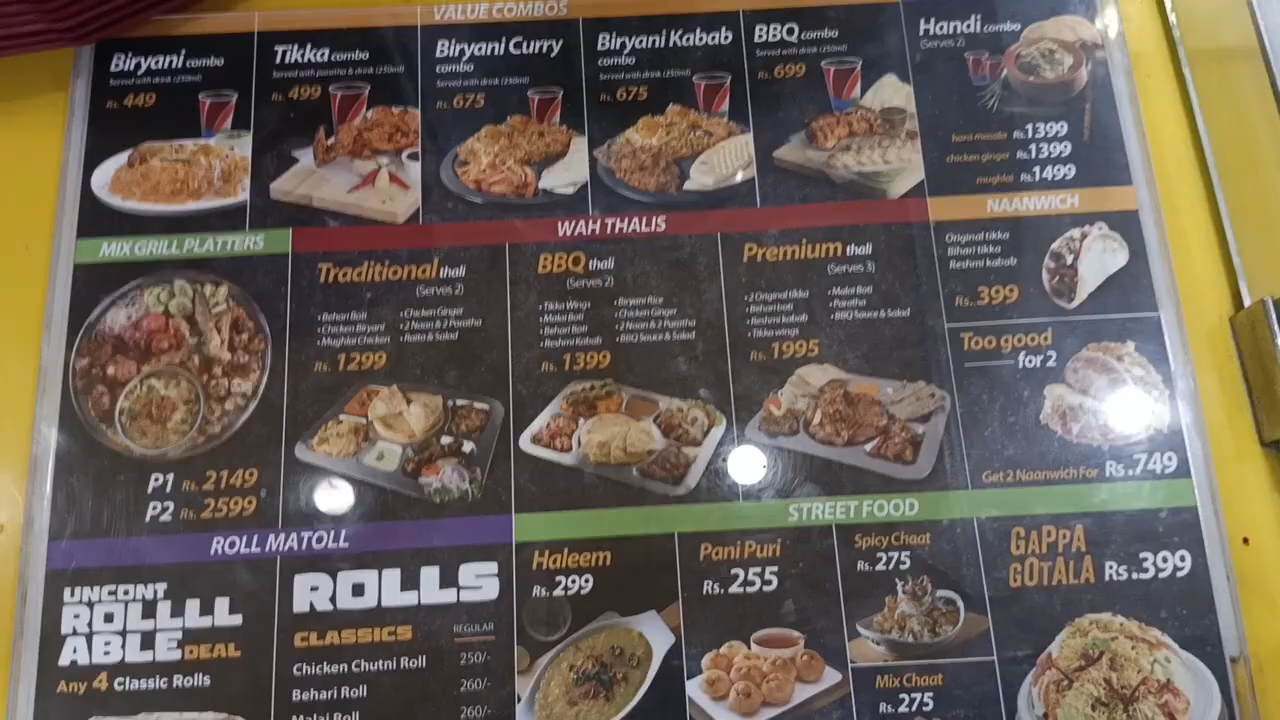 VALUE COMBOS
Biryani combo
Served with drink (250ml)
Rs. 449
Tikka combo
Served with paratha & drink (250ml)
Rs. 499
Biryani Curry
combo
Served with drink (250ml)
Rs. 675
Biryani Kabab
combo
Served with drink (250ml)
Rs. 675
BBQ combo
Served with drink (250ml)
Rs. 699
Handi combo
(Serves 2)
hara masala Rs.1399
chicken ginger Rs.1399
mughlai Rs.1499
MIX GRILL PLATTERS
P1 Rs. 2149
P2 Rs. 2599
WAH THALIS
Traditional thali
(Serves 2)
• Behari Boti
• Chicken Biryani
• Mughlai Chicken
• Chicken Ginger
• 2 Naan & 2 Paratha
• Raita & Salad
Rs. 1299
BBQ thali
(Serves 2)
• Tikka Wings
• Malai Boti
• Behari Boti
• Reshmi Kabab
• Biryani Rice
• Chicken Ginger
• 2 Naan & 2 Paratha
• BBQ Sauce & Salad
Rs. 1399
Premium thali
(Serves 3)
• 2 Original tikka
• Behari boti
• Reshmi kabab
• Tikka wings
• Malai Boti
• Paratha
• BBQ Sauce & Salad
Rs. 1995
NAANWICH
Original tikka
Bihari tikka
Reshmi kabab
Rs. 399
Too good
for 2
Get 2 Naanwich For Rs.749
ROLL MATOLL
UNCONT
ROLLLL
ABLE DEAL
Any 4 Classic Rolls
ROLLS
CLASSICS REGULAR
Chicken Chutni Roll 250/-
Behari Roll 260/-
Malai Roll 260/-
STREET FOOD
Haleem
Rs. 299
Pani Puri
Rs. 255
Spicy Chaat
Rs. 275
Mix Chaat
Rs. 275
GAPPA
GOTALA Rs.399